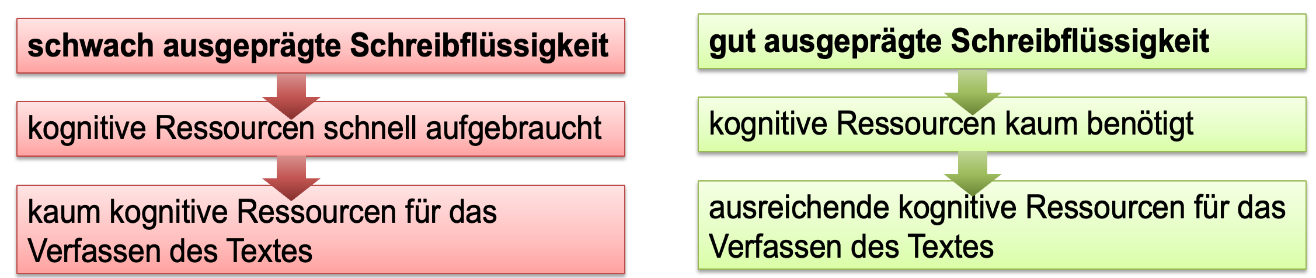 schwach ausgeprägte Schreibflüssigkeit
kognitive Ressourcen schnell aufgebraucht
kaum kognitive Ressourcen für das
Verfassen des Textes
gut ausgeprägte Schreibflüssigkeit
kognitive Ressourcen kaum benötigt
ausreichende kognitive Ressourcen für das
Verfassen des Textes